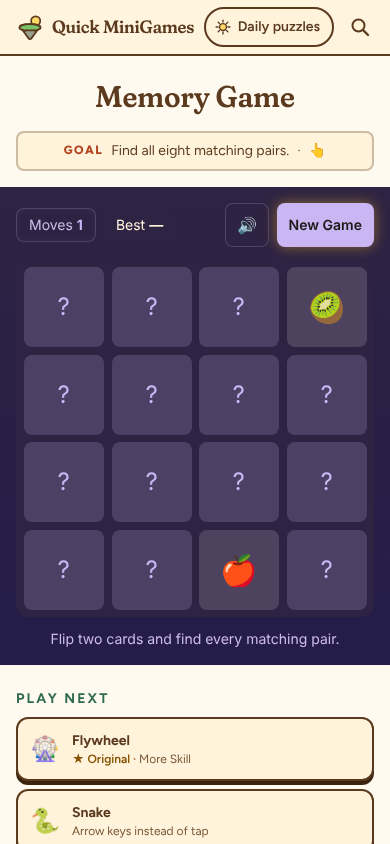 Quick MiniGames
Daily puzzles
Memory Game
GOAL Find all eight matching pairs. ·
Moves 1
Best —
New Game
? ? ?
? ? ? ?
? ? ? ?
? ? ?
Flip two cards and find every matching pair.
PLAY NEXT
Flywheel
★ Original · More Skill
Snake
Arrow keys instead of tap